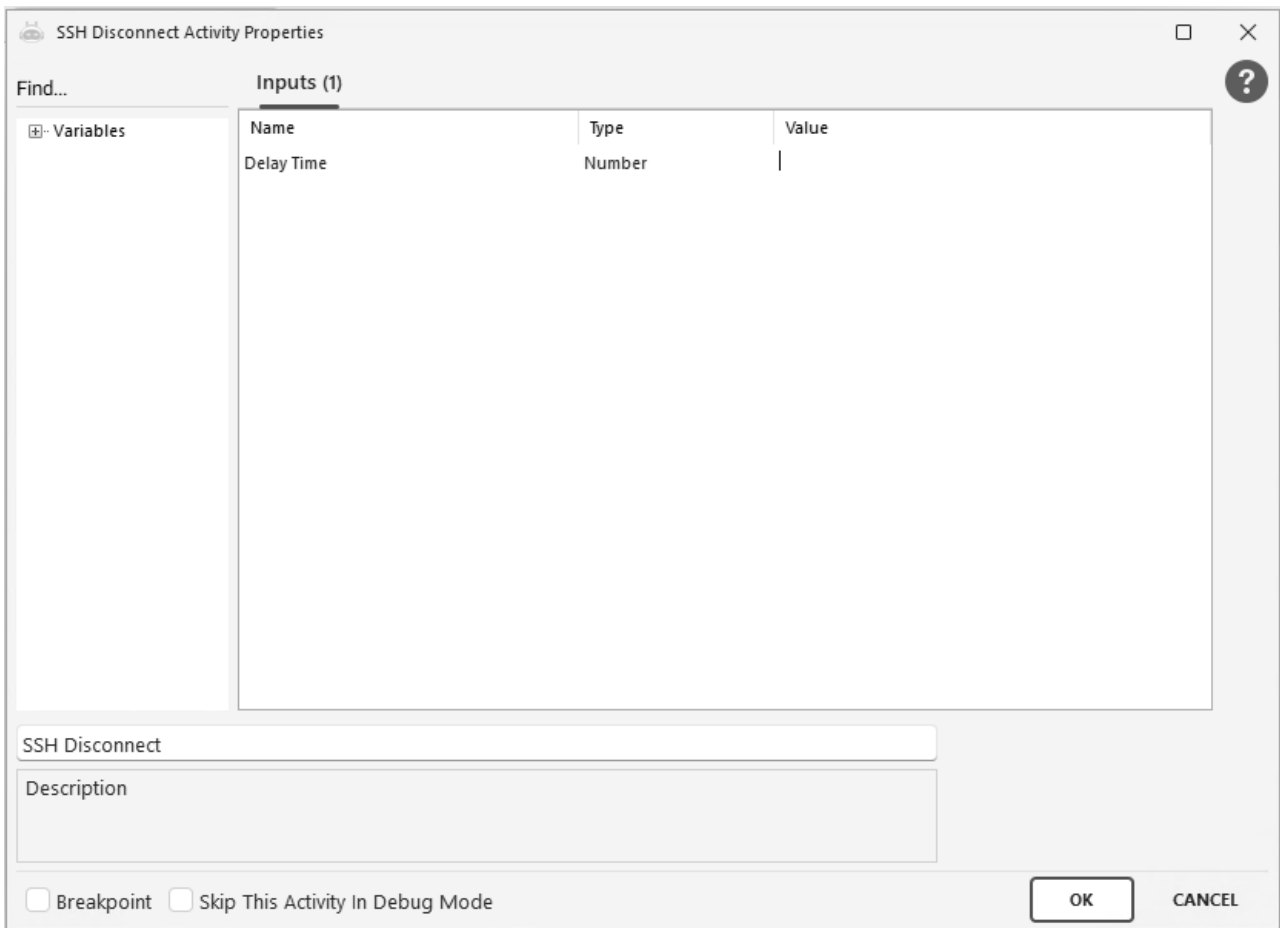 SSH Disconnect Activity Properties
Find...
Inputs (1)
?
Variables
Name Type Value
Delay Time Number
SSH Disconnect
Description
Breakpoint Skip This Activity In Debug Mode OK CANCEL